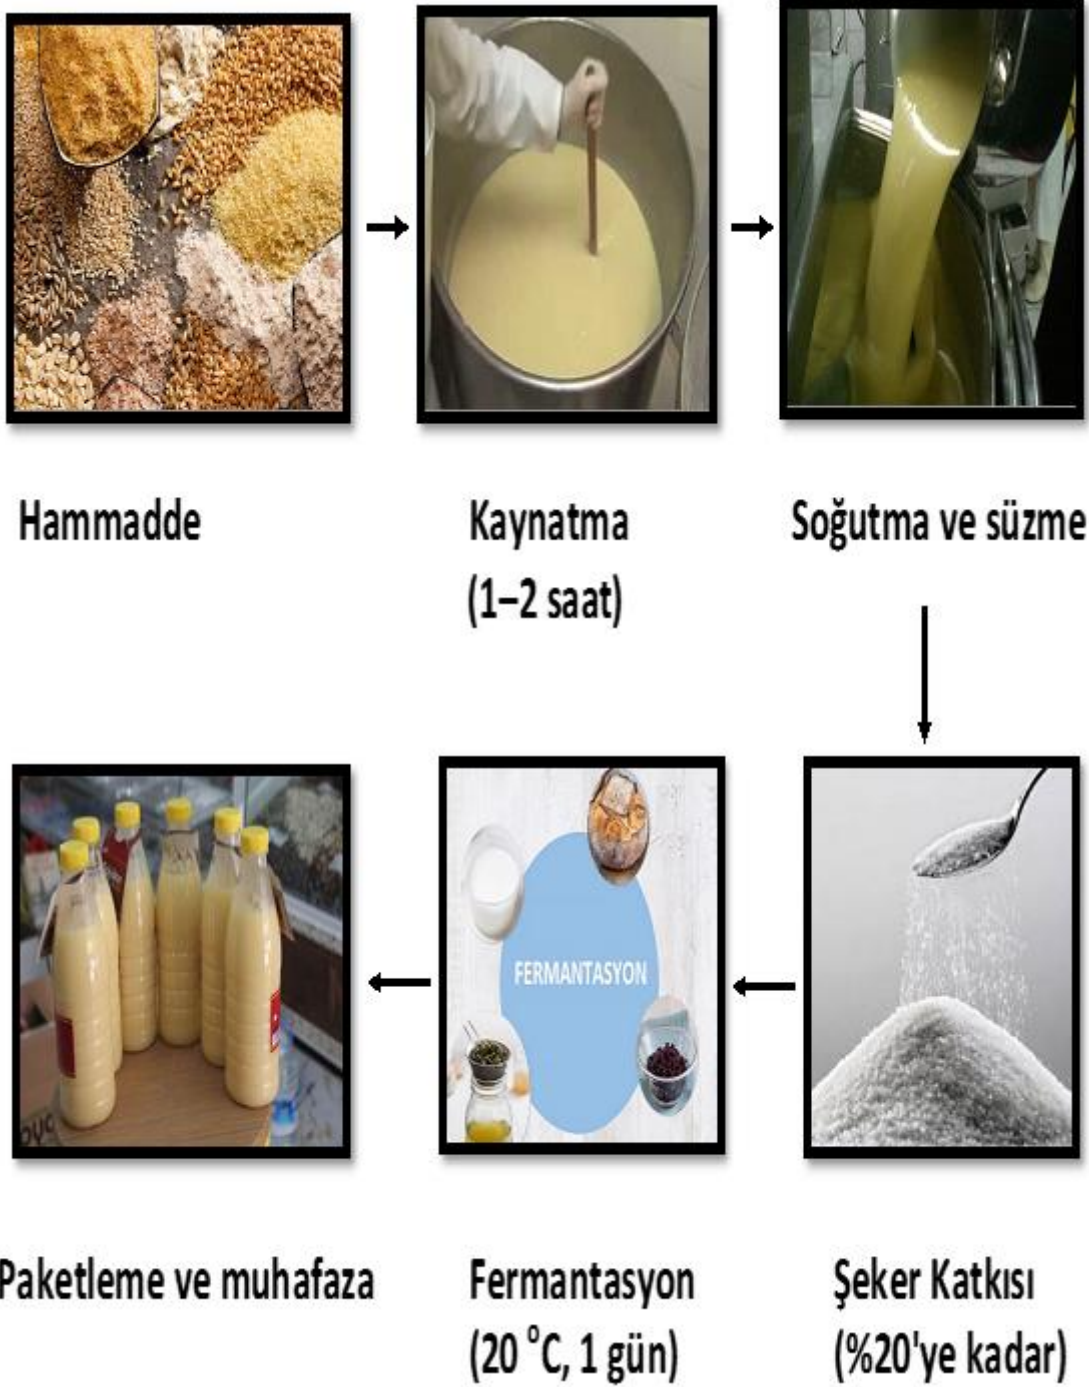 Hammadde
Kaynatma
(1–2 saat)
Soğutma ve süzme
Şeker Katkısı
(%20'ye kadar)
FERMANTASYON
Fermantasyon
(20 °C, 1 gün)
Paketleme ve muhafaza